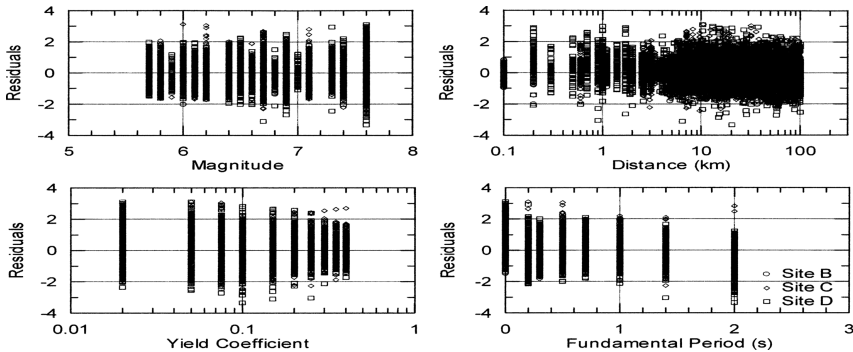 4
2
0
-2
-4
Residuals
5 6 7 8
Magnitude
4
2
0
-2
-4
Residuals
0.1 1 10 100
Distance (km)
4
2
0
-2
-4
Residuals
0.01 0.1 1
Yield Coefficient
4
2
0
-2
-4
Residuals
Site B
Site C
Site D
0 1 2 3
Fundamental Period (s)